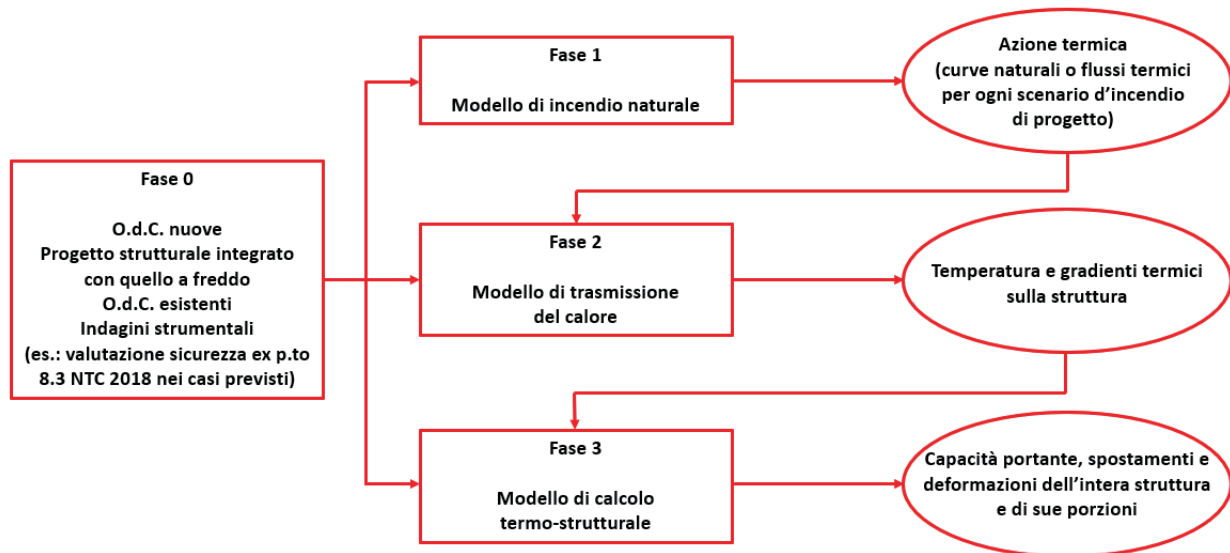 Fase 0
O.d.C. nuove
Progetto strutturale integrato
con quello a freddo
O.d.C. esistenti
Indagini strumentali
(es.: valutazione sicurezza ex p.to
8.3 NTC 2018 nei casi previsti)
Fase 1
Modello di incendio naturale
Azione termica
(curve naturali o flussi termici
per ogni scenario d’incendio
di progetto)
Fase 2
Modello di trasmissione
del calore
Temperatura e gradienti termici
sulla struttura
Fase 3
Modello di calcolo
termo-strutturale
Capacità portante, spostamenti e
deformazioni dell’intera struttura
e di sue porzioni